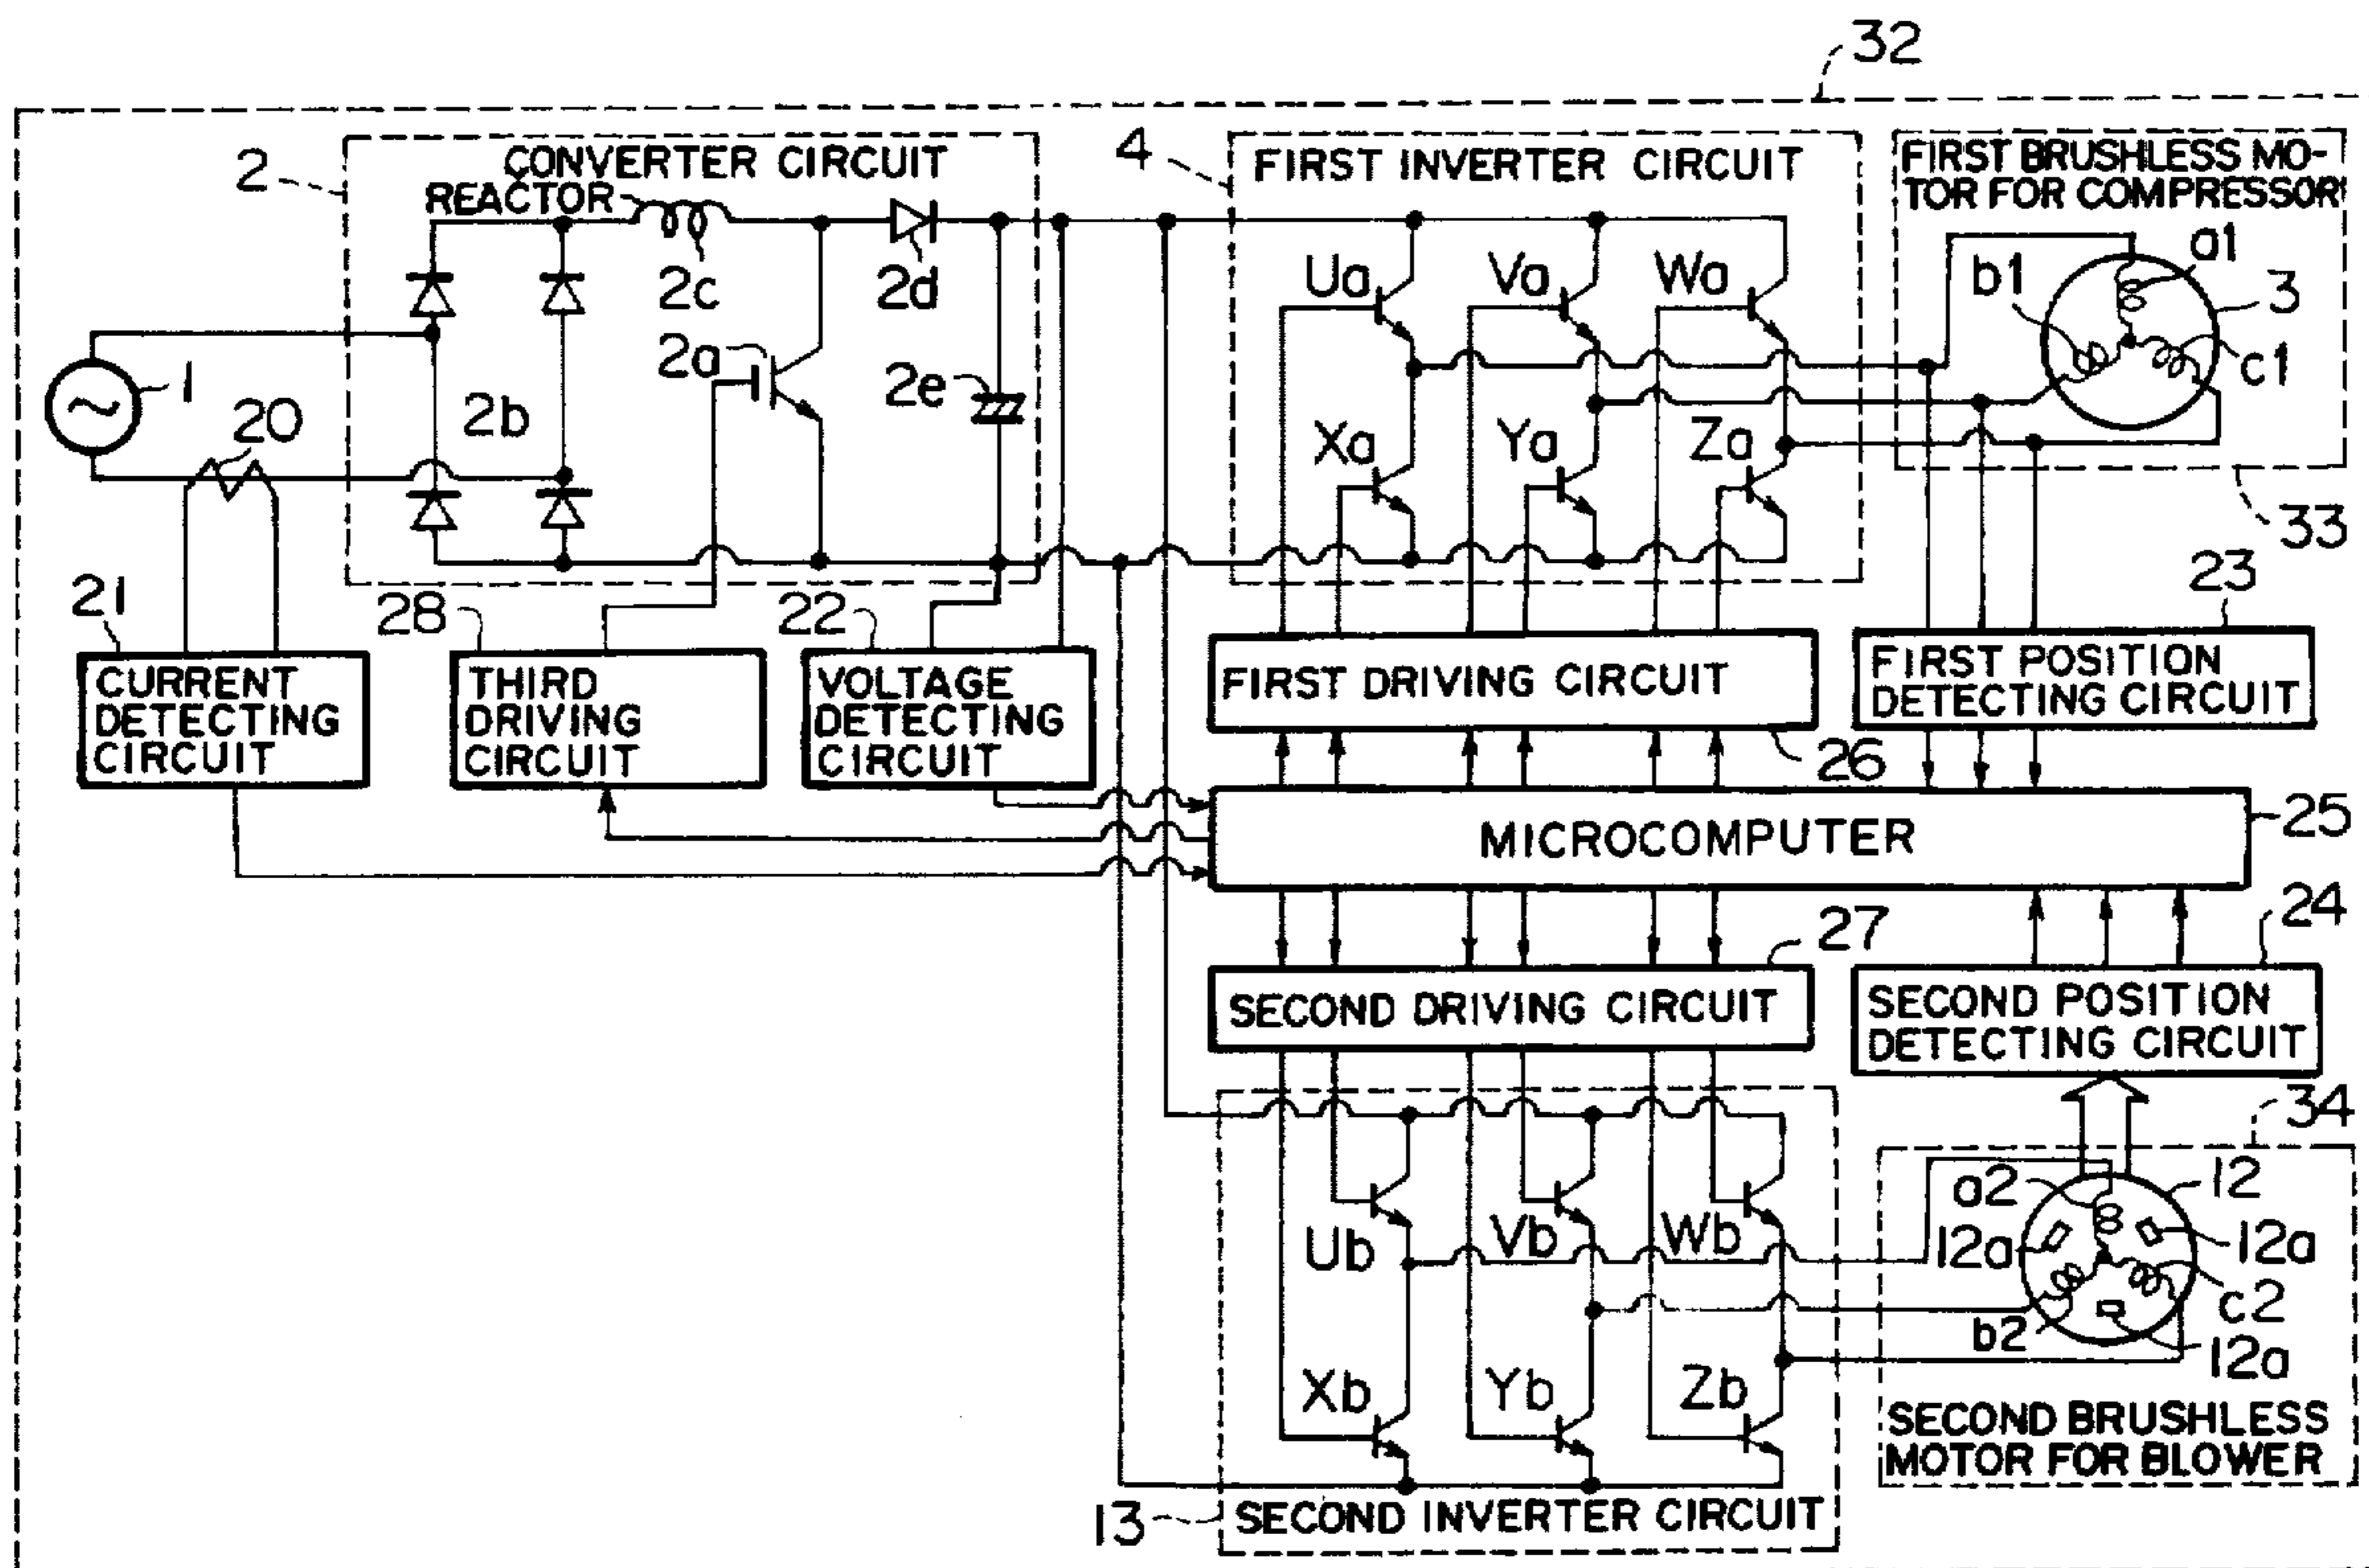 32
2
CONVERTER CIRCUIT
REACTOR
2c
2d
2a
2b
2e
1
20
4
FIRST INVERTER CIRCUIT
Ua
Va
Wa
Xa
Ya
Za
FIRST BRUSHLESS MO-
TOR FOR COMPRESSOR
a1
b1
3
c1
33
21
CURRENT
DETECTING
CIRCUIT
28
THIRD
DRIVING
CIRCUIT
22
VOLTAGE
DETECTING
CIRCUIT
FIRST DRIVING CIRCUIT
26
23
FIRST POSITION
DETECTING CIRCUIT
MICROCOMPUTER
25
27
SECOND DRIVING CIRCUIT
24
SECOND POSITION
DETECTING CIRCUIT
34
Ub
Vb
Wb
Xb
Yb
Zb
13
SECOND INVERTER CIRCUIT
a2
12
12a
12a
c2
b2
12a
SECOND BRUSHLESS
MOTOR FOR BLOWER